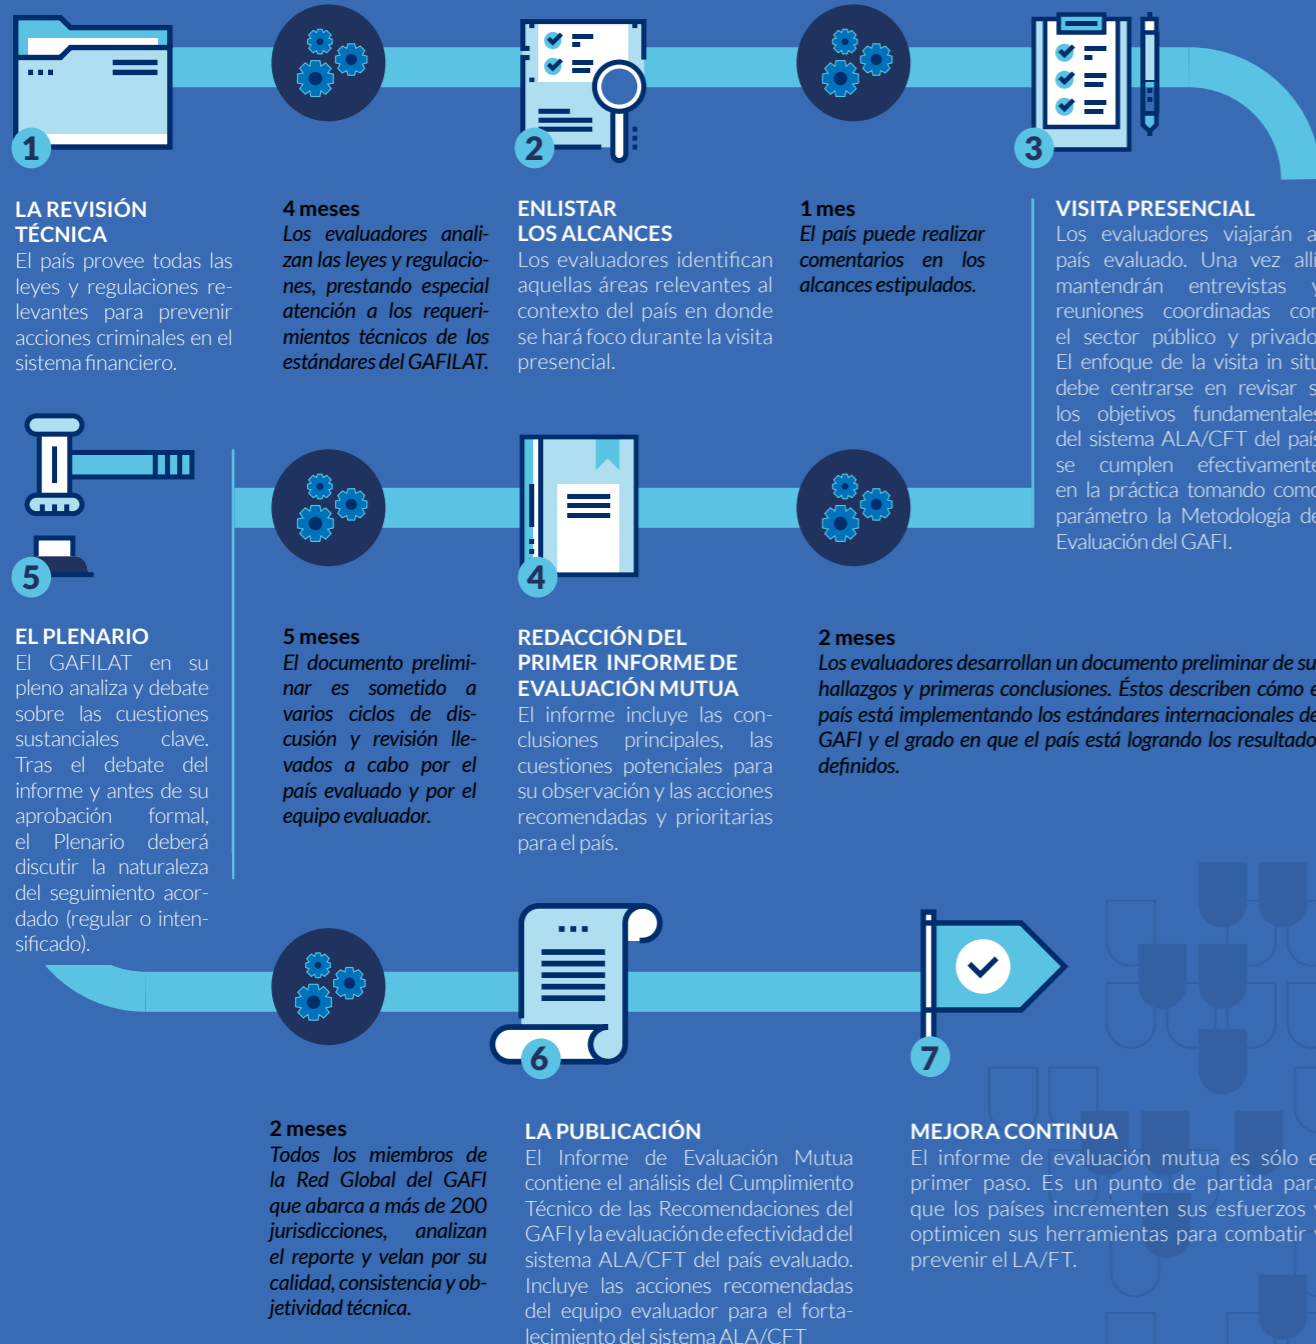 1
LA REVISIÓN
TÉCNICA
El país provee todas las
leyes y regulaciones re-
levantes para prevenir
acciones criminales en el
sistema financiero.
4 meses
Los evaluadores anali-
zan las leyes y regulacio-
nes, prestando especial
atención a los requeri-
mientos técnicos de los
estándares del GAFILAT.
2
ENLISTAR
LOS ALCANCES
Los evaluadores identifican
aquellas áreas relevantes al
contexto del país en donde
se hará foco durante la visita
presencial.
1 mes
El país puede realizar
comentarios en los
alcances estipulados.
3
VISITA PRESENCIAL
Los evaluadores viajarán a
país evaluado. Una vez allí
mantendrán entrevistas y
reuniones coordinadas con
el sector público y privado
El enfoque de la visita in situ
debe centrarse en revisar s
los objetivos fundamentales
del sistema ALA/CFT del país
se cumplen efectivamente
en la práctica tomando como
parámetro la Metodología de
Evaluación del GAFI.
2 meses
Los evaluadores desarrollan un documento preliminar de su
hallazgos y primeras conclusiones. Éstos describen cómo e
país está implementando los estándares internacionales de
GAFI y el grado en que el país está logrando los resultado
definidos.
4
REDACCIÓN DEL
PRIMER INFORME DE
EVALUACIÓN MUTUA
El informe incluye las con-
clusiones principales, las
cuestiones potenciales para
su observación y las acciones
recomendadas y prioritarias
para el país.
5 meses
El documento prelimi-
nar es sometido a
varios ciclos de dis-
cusión y revisión lle-
vados a cabo por el
país evaluado y por el
equipo evaluador.
5
EL PLENARIO
El GAFILAT en su
pleno analiza y debate
sobre las cuestiones
sustanciales clave.
Tras el debate del
informe y antes de su
aprobación formal,
el Plenario deberá
discutir la naturaleza
del seguimiento acor-
dado (regular o inten-
sificado).
2 meses
Todos los miembros de
la Red Global del GAFI
que abarca a más de 200
jurisdicciones, analizan
el reporte y velan por su
calidad, consistencia y ob-
jetividad técnica.
6
LA PUBLICACIÓN
El Informe de Evaluación Mutua
contiene el análisis del Cumplimiento
Técnico de las Recomendaciones del
GAFI y la evaluación de efectividad del
sistema ALA/CFT del país evaluado.
Incluye las acciones recomendadas
del equipo evaluador para el forta-
lecimiento del sistema ALA/CFT
7
MEJORA CONTINUA
El informe de evaluación mutua es sólo e
primer paso. Es un punto de partida para
que los países incrementen sus esfuerzos y
optimicen sus herramientas para combatir y
prevenir el LA/FT.